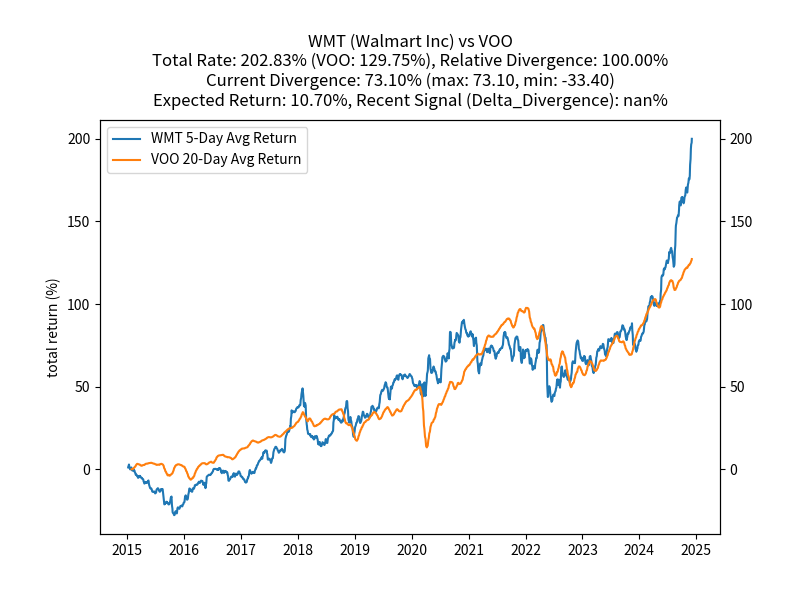 WMT (Walmart Inc) vs VOO
Total Rate: 202.83% (VOO: 129.75%), Relative Divergence: 100.00%
Current Divergence: 73.10% (max: 73.10, min: -33.40)
Expected Return: 10.70%, Recent Signal (Delta_Divergence): nan%
WMT 5-Day Avg Return
VOO 20-Day Avg Return
total return (%)
200
150
100
50
0
200
150
100
50
0
2015 2016 2017 2018 2019 2020 2021 2022 2023 2024 2025